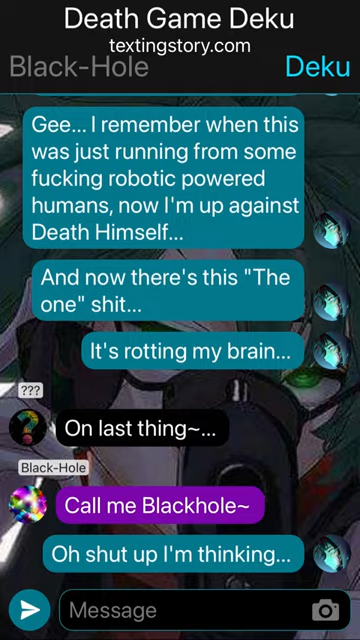 Death Game Deku
textingstory.com
Black-Hole
Deku
Gee... I remember when this
was just running from some
fucking robotic powered
humans, now I'm up against
Death Himself...
And now there's this "The
one" shit...
It's rotting my brain...
???
?
On last thing~...
Black-Hole
Call me Blackhole~
Oh shut up I'm thinking...
Message